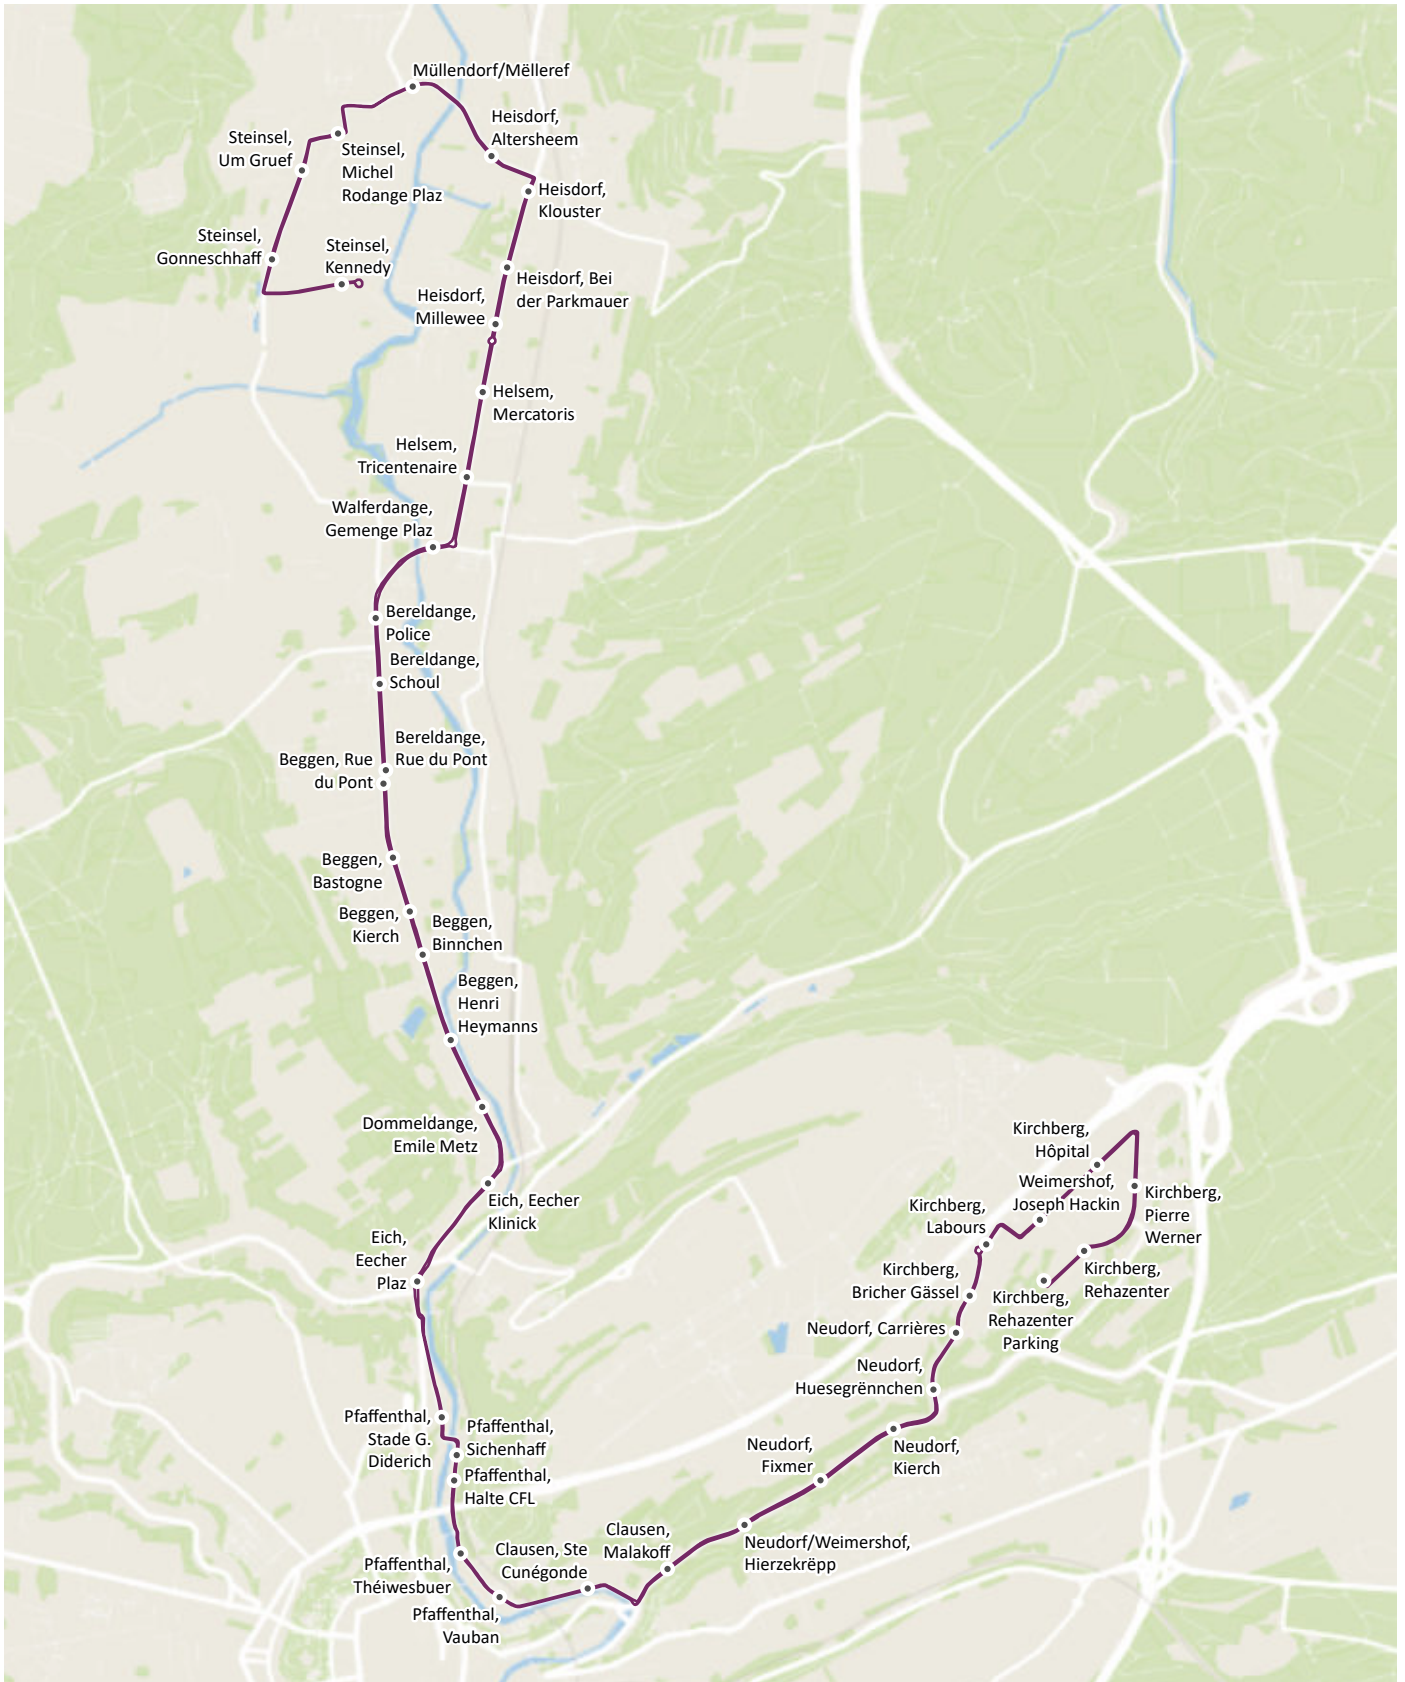 Müllendorf/Mëlleref
Heisdorf,
Altersheem
Steinsel,
Um Gruef
Steinsel,
Michel
Rodange Plaz
Heisdorf,
Klouster
Steinsel,
Gonneschhaff
Steinsel,
Kennedy
Heisdorf, Bei
der Parkmauer
Heisdorf,
Millewee
Helsem,
Mercatoris
Helsem,
Tricentenaire
Walferdange,
Gemenge Plaz
Bereldange,
Police
Bereldange,
Schoul
Bereldange,
Rue du Pont
Beggen, Rue
du Pont
Beggen,
Bastogne
Beggen,
Kierch
Beggen,
Binnchen
Beggen,
Henri
Heymanns
Dommeldange,
Emile Metz
Eich, Eecher
Klinick
Eich,
Eecher
Plaz
Kirchberg,
Hôpital
Weimershof,
Joseph Hackin
Kirchberg,
Pierre
Werner
Kirchberg,
Labours
Kirchberg,
Rehazenter
Kirchberg,
Bricher Gässel
Kirchberg,
Rehazenter
Parking
Neudorf, Carrières
Neudorf,
Huesegrënnchen
Pfaffenthal,
Stade G.
Diderich
Pfaffenthal,
Sichenhaff
Neudorf,
Fixmer
Neudorf,
Kierch
Pfaffenthal,
Halte CFL
Clausen,
Malakoff
Neudorf/Weimershof,
Hierzekrëpp
Clausen, Ste
Cunégonde
Pfaffenthal,
Théiwesbuer
Pfaffenthal,
Vauban